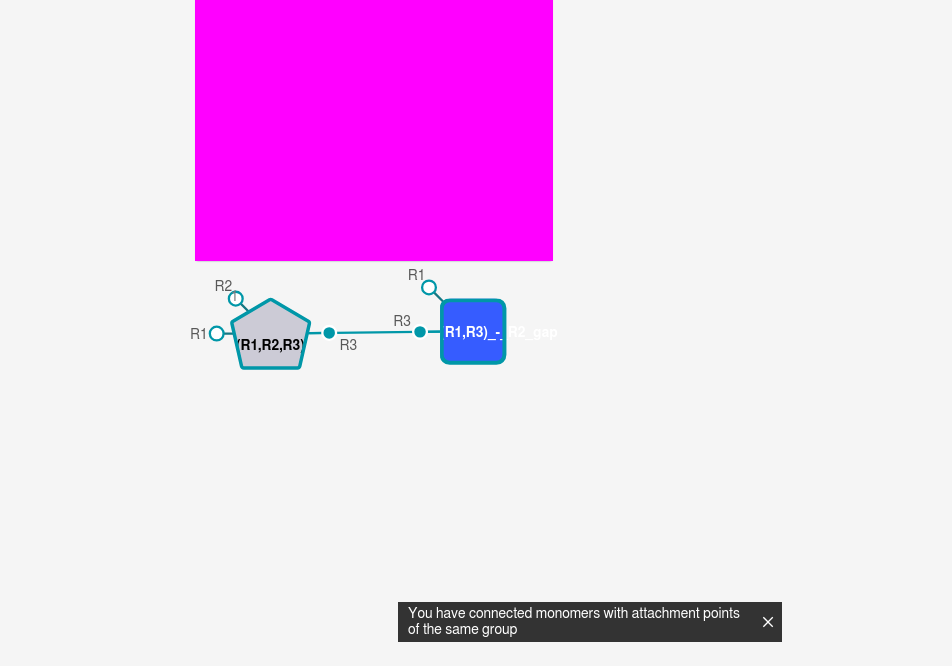 R1
R2
R3
R1
R1,R3)_-_R2_gap
R1
(R1,R2,R3)
R3
You have connected monomers with attachment points
of the same group